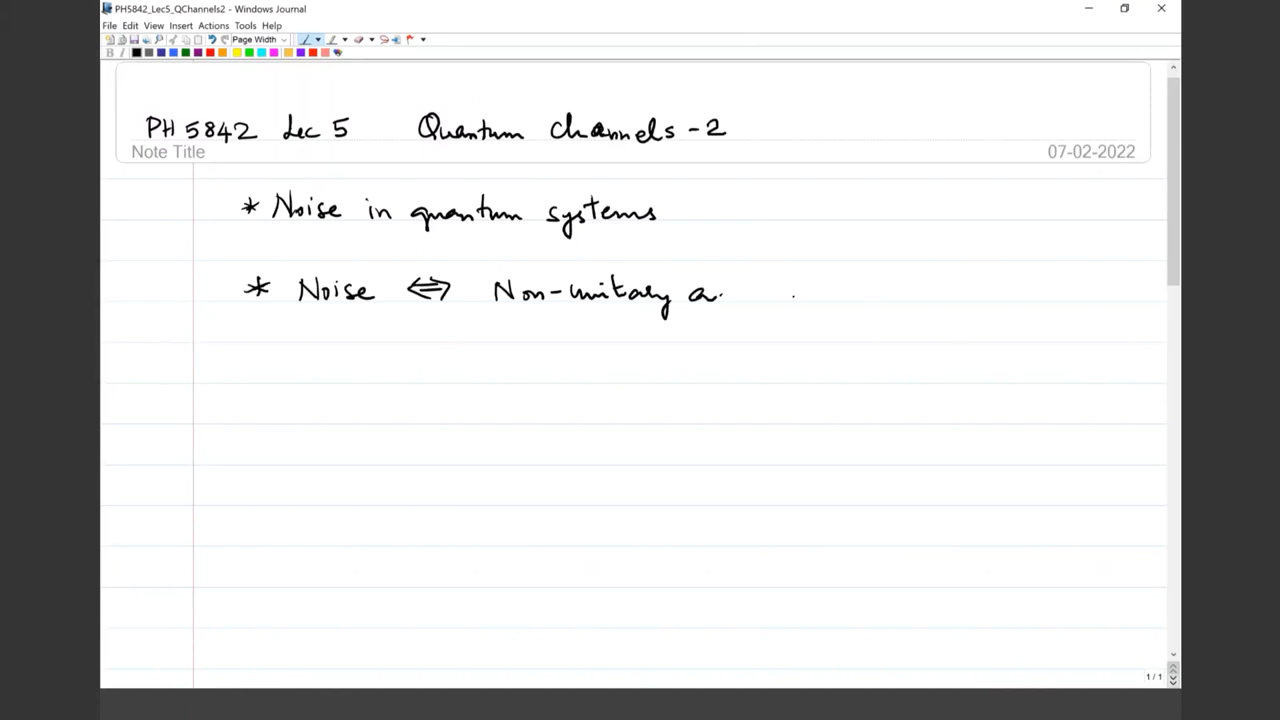 PH5842_Lec5_QChannels2 - Windows Journal
File Edit View Insert Actions Tools Help
Page Width
B I
PH 5842 Lec 5 Quantum Channels - 2
Note Title 07-02-2022
* Noise in quantum systems
* Noise ⟺ Non-unitary a
1 / 1